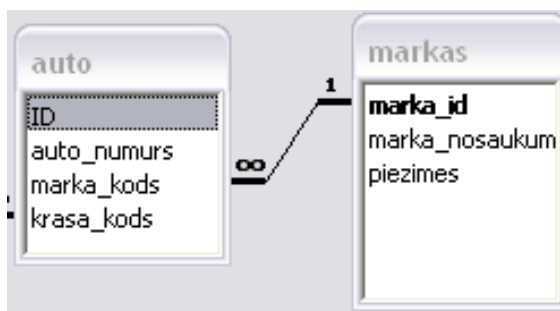 auto
ID
auto_numurs
marka_kods
krasa_kods
∞
1
markas
marka_id
marka_nosaukum
piezimes